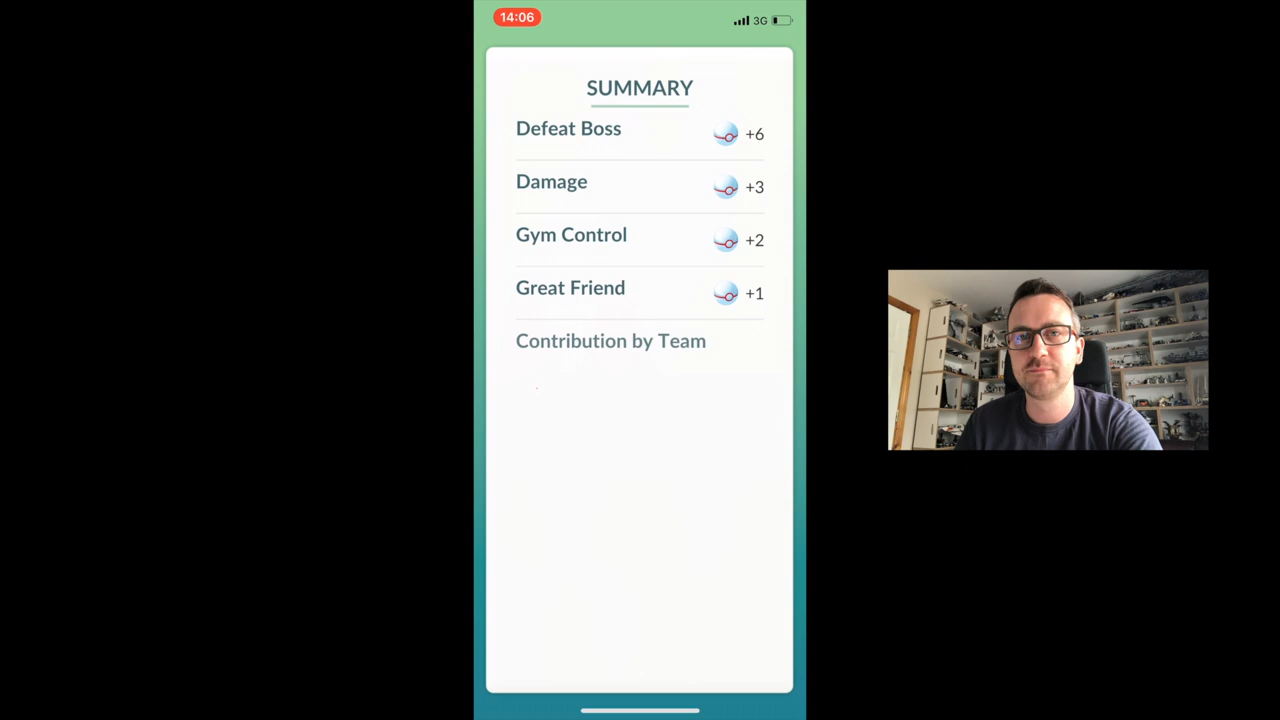 14:06
3G
SUMMARY
Defeat Boss
+6
Damage
+3
Gym Control
+2
Great Friend
+1
Contribution by Team